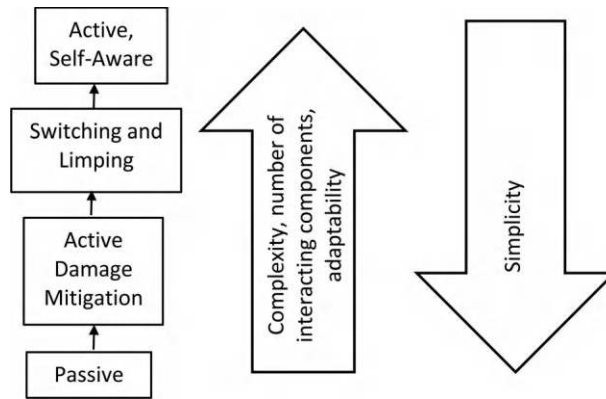 Active,
Self-Aware
Switching and
Limping
Active
Damage
Mitigation
Passive
Complexity, number of
interacting components,
adaptability
Simplicity